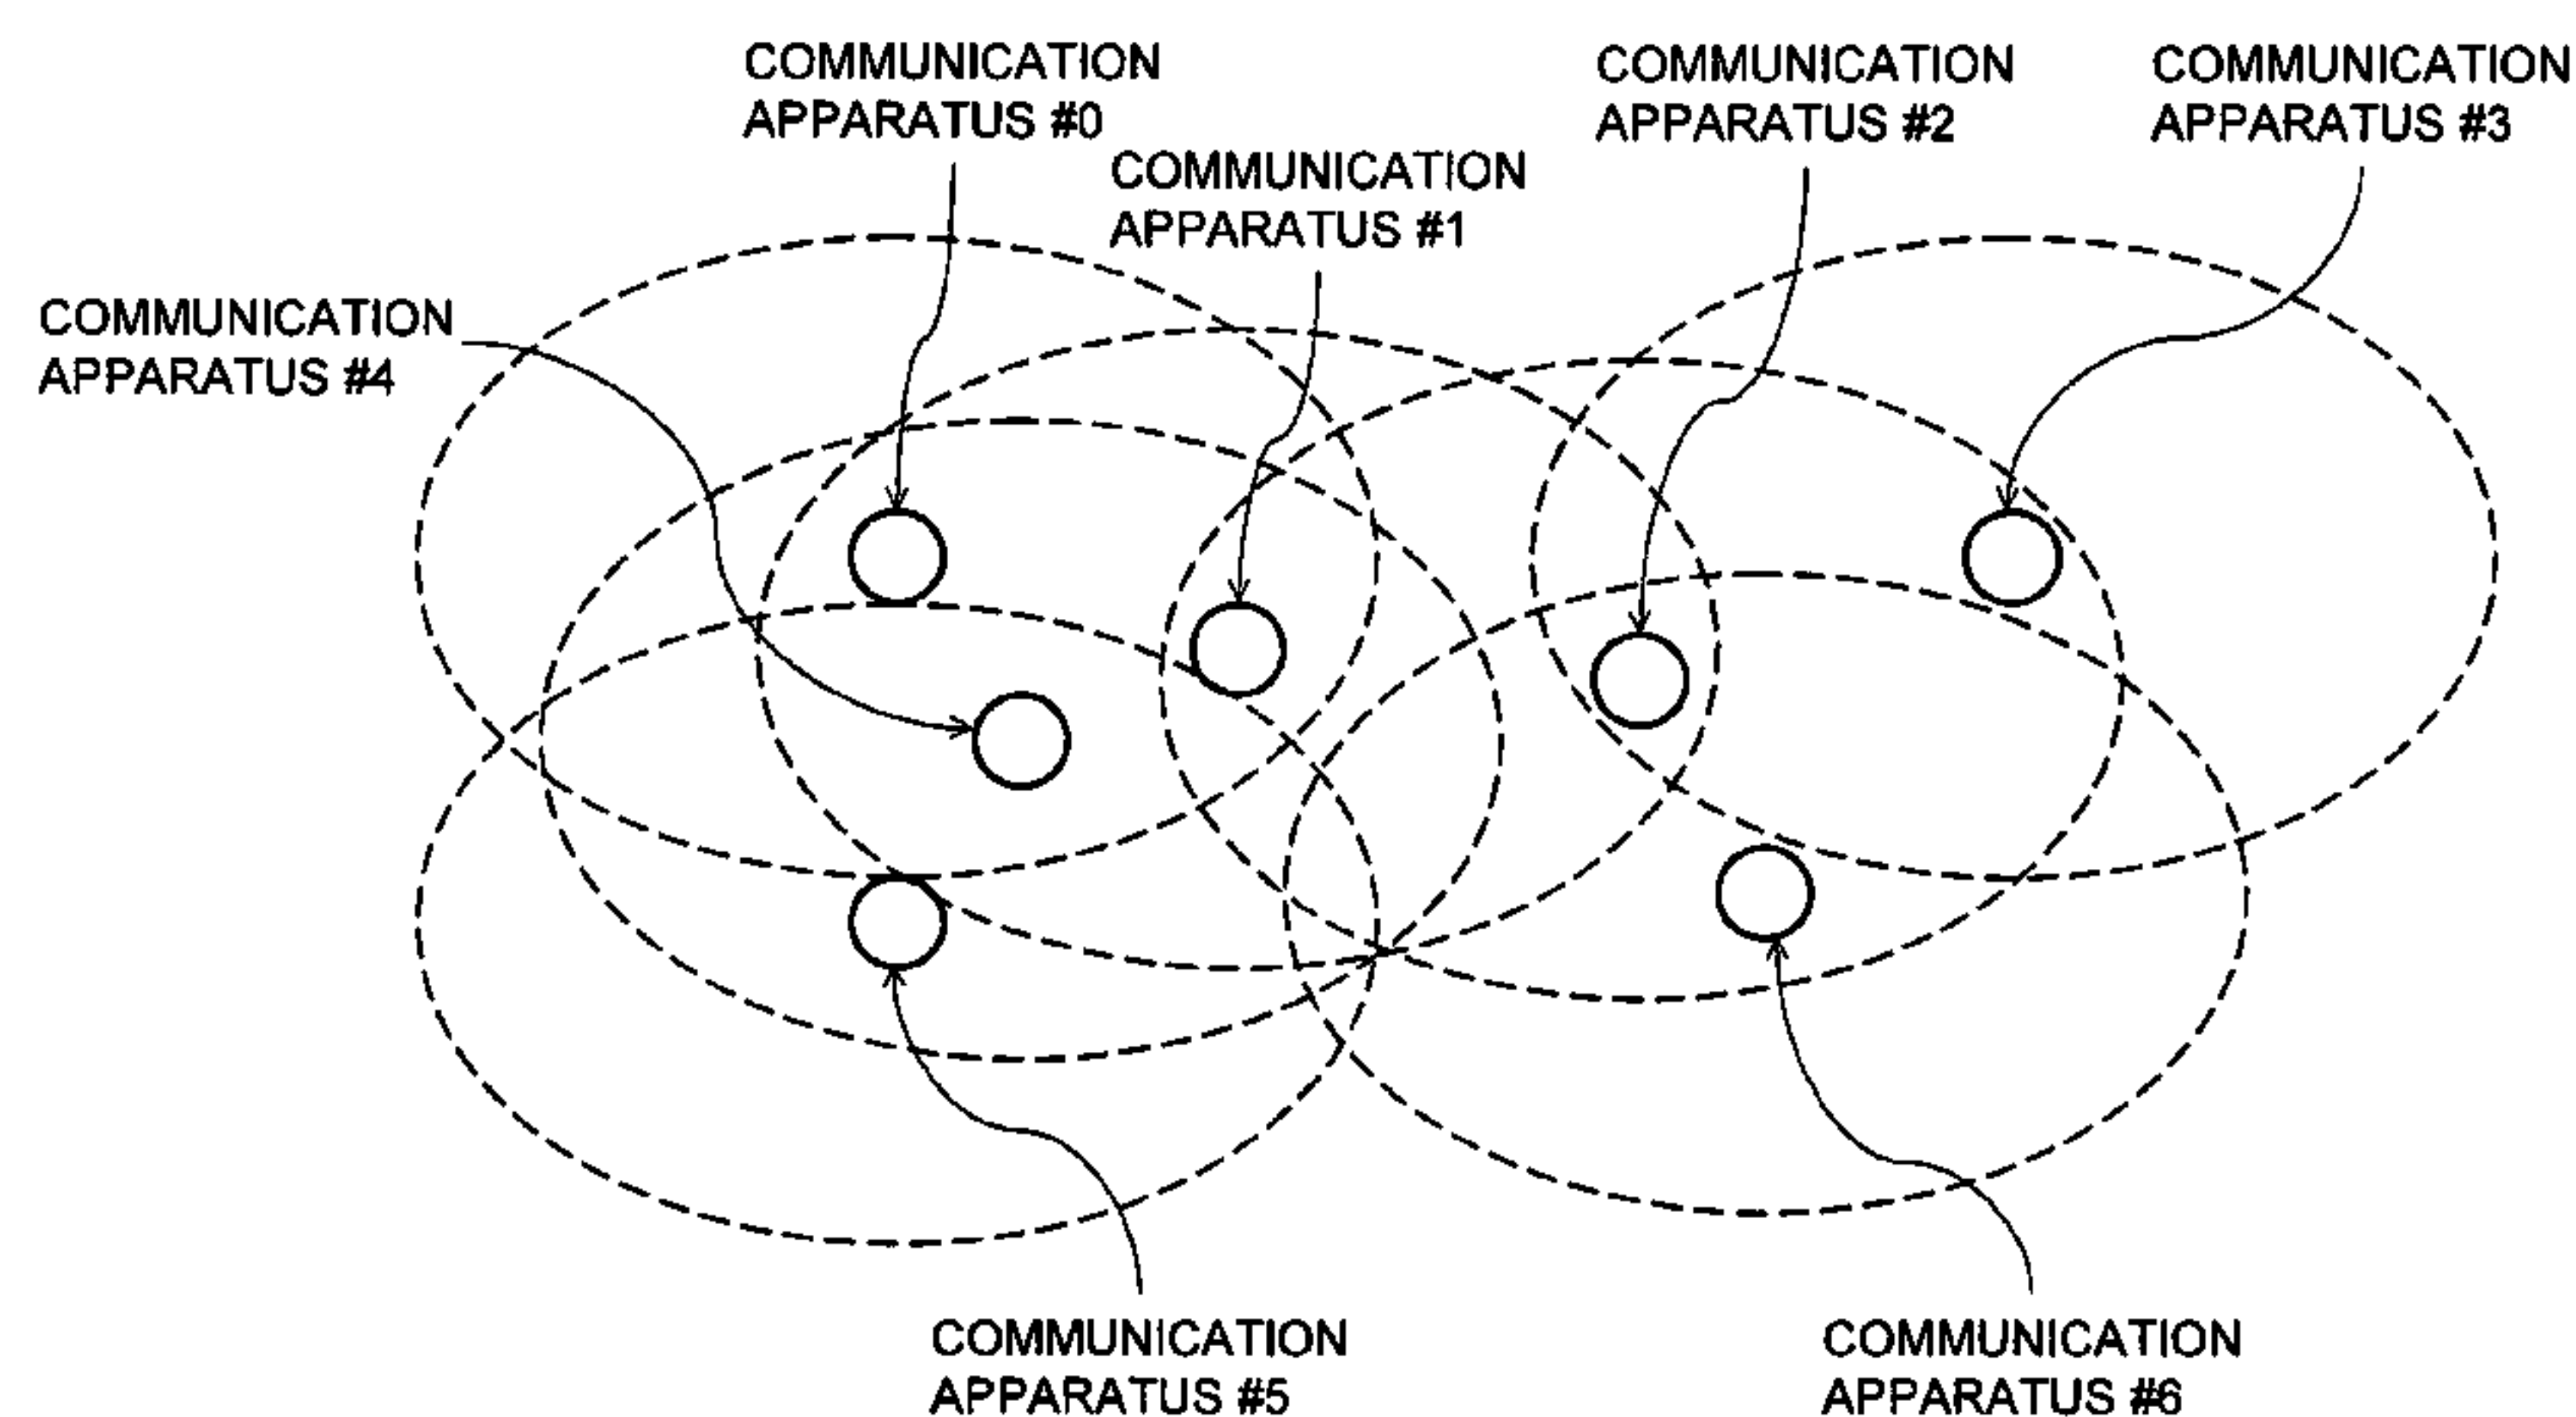 COMMUNICATION
APPARATUS #0
COMMUNICATION
APPARATUS #1
COMMUNICATION
APPARATUS #2
COMMUNICATION
APPARATUS #3
COMMUNICATION
APPARATUS #4
COMMUNICATION
APPARATUS #5
COMMUNICATION
APPARATUS #6